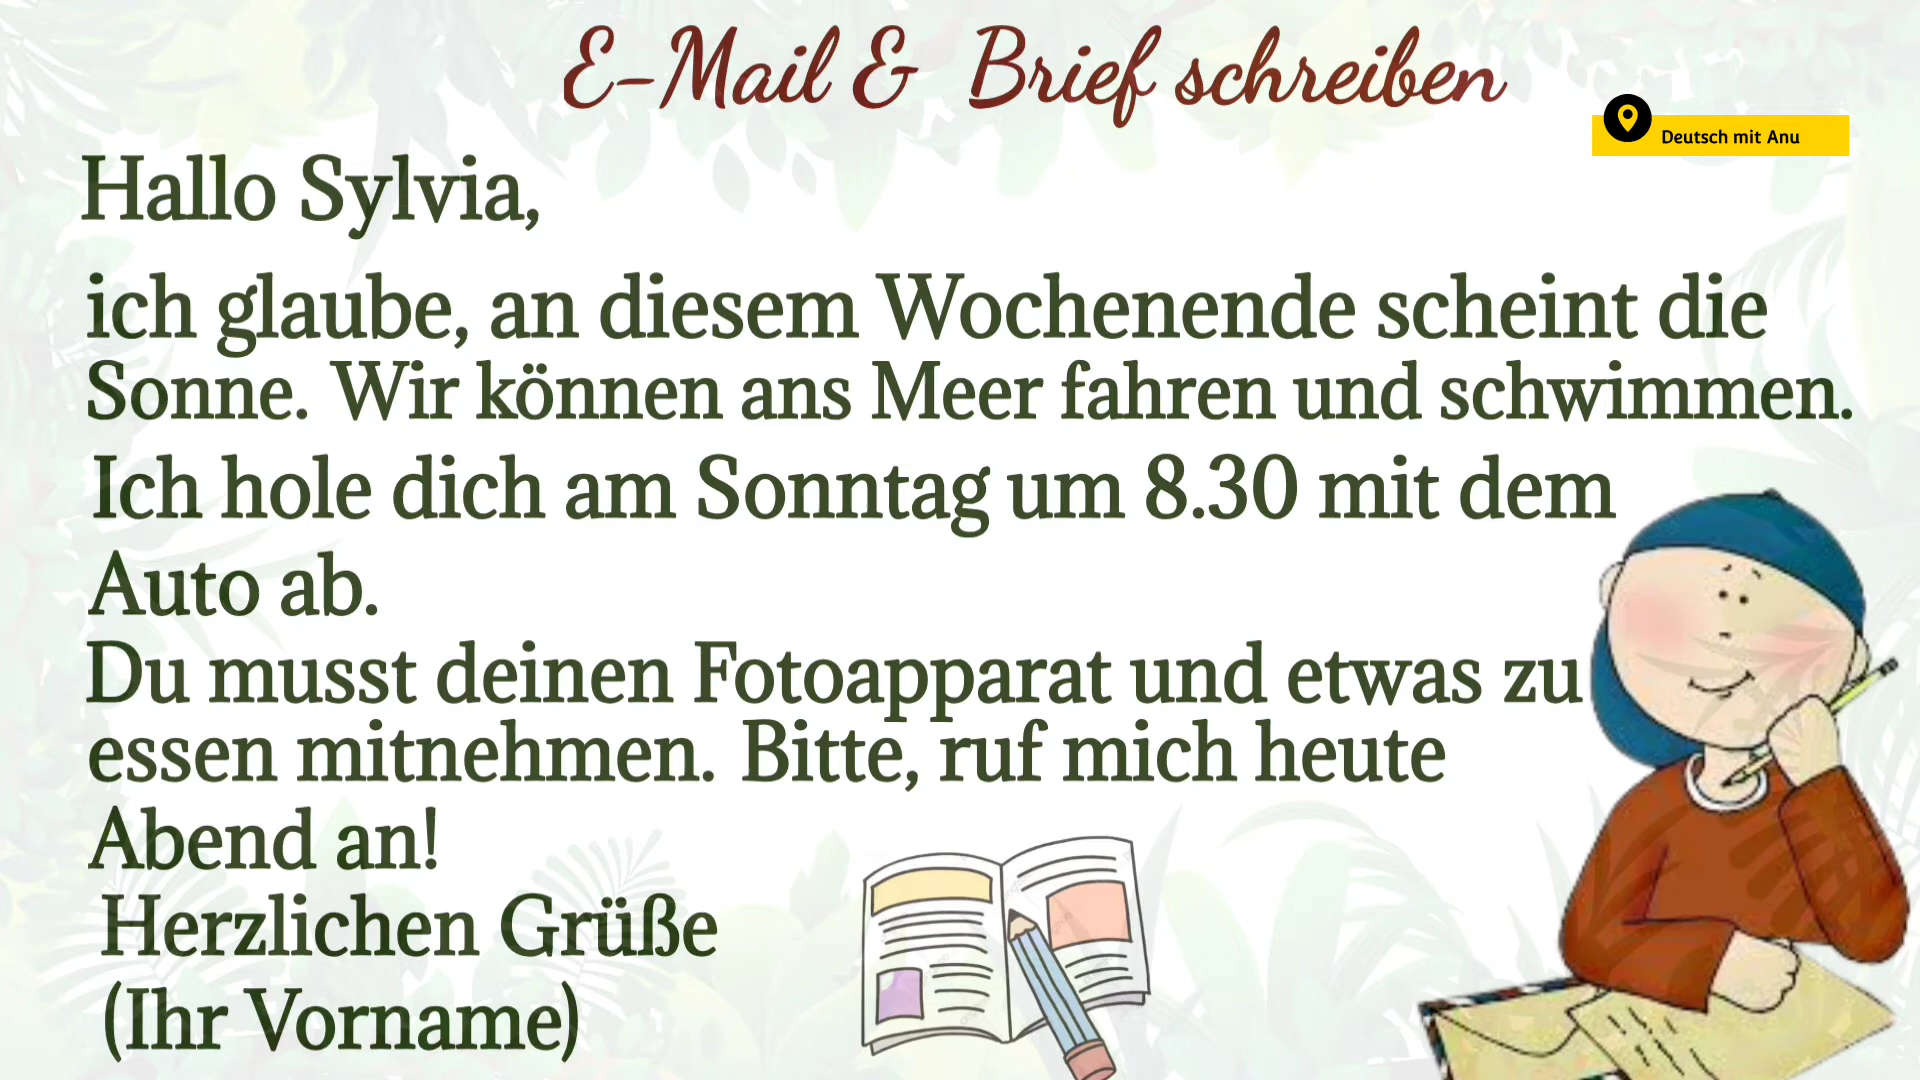 E-Mail & Brief schreiben
Deutsch mit Anu
Hallo Sylvia,
ich glaube, an diesem Wochenende scheint die
Sonne. Wir können ans Meer fahren und schwimmen.
Ich hole dich am Sonntag um 8.30 mit dem
Auto ab.
Du musst deinen Fotoapparat und etwas zu
essen mitnehmen. Bitte, ruf mich heute
Abend an!
Herzlichen Grüße
(Ihr Vorname)